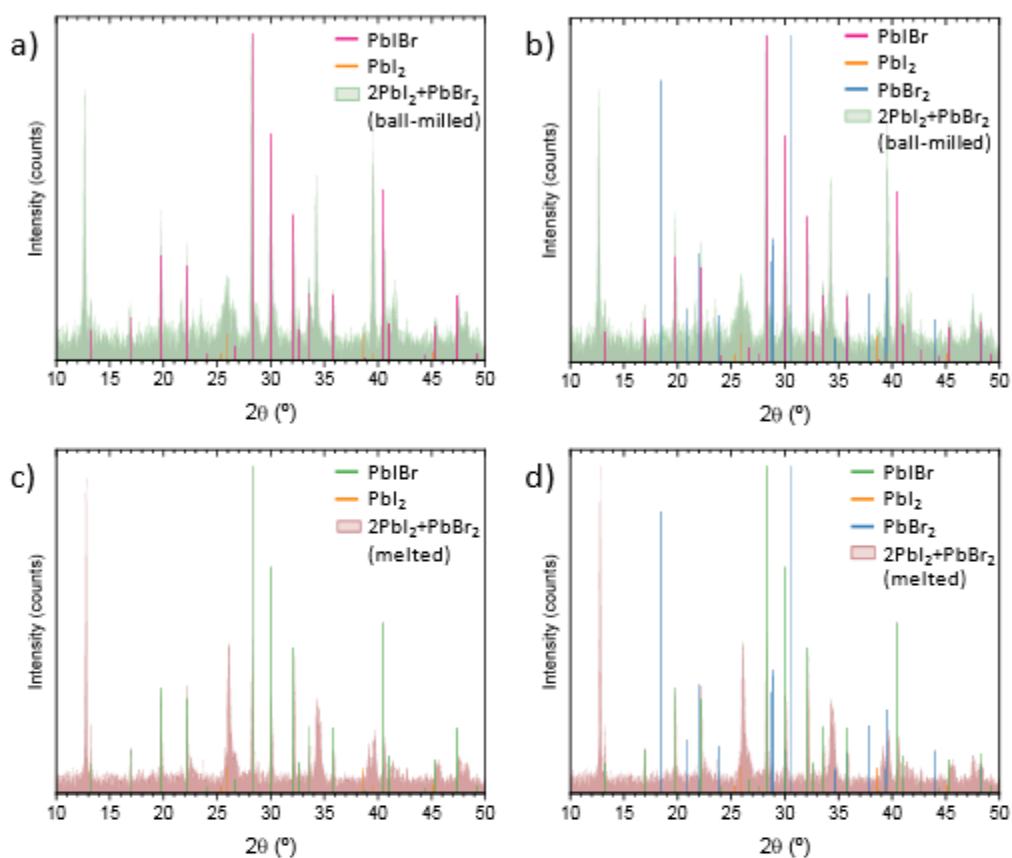 a)
PbIBr
PbI₂
2PbI₂+PbBr₂
(ball-milled)
Intensity (counts)
10 15 20 25 30 35 40 45 50
2θ (º)
b)
PbIBr
PbI₂
PbBr₂
2PbI₂+PbBr₂
(ball-milled)
Intensity (counts)
10 15 20 25 30 35 40 45 50
2θ (º)
c)
PbIBr
PbI₂
2PbI₂+PbBr₂
(melted)
Intensity (counts)
10 15 20 25 30 35 40 45 50
2θ (º)
d)
PbIBr
PbI₂
PbBr₂
2PbI₂+PbBr₂
(melted)
Intensity (counts)
10 15 20 25 30 35 40 45 50
2θ (º)